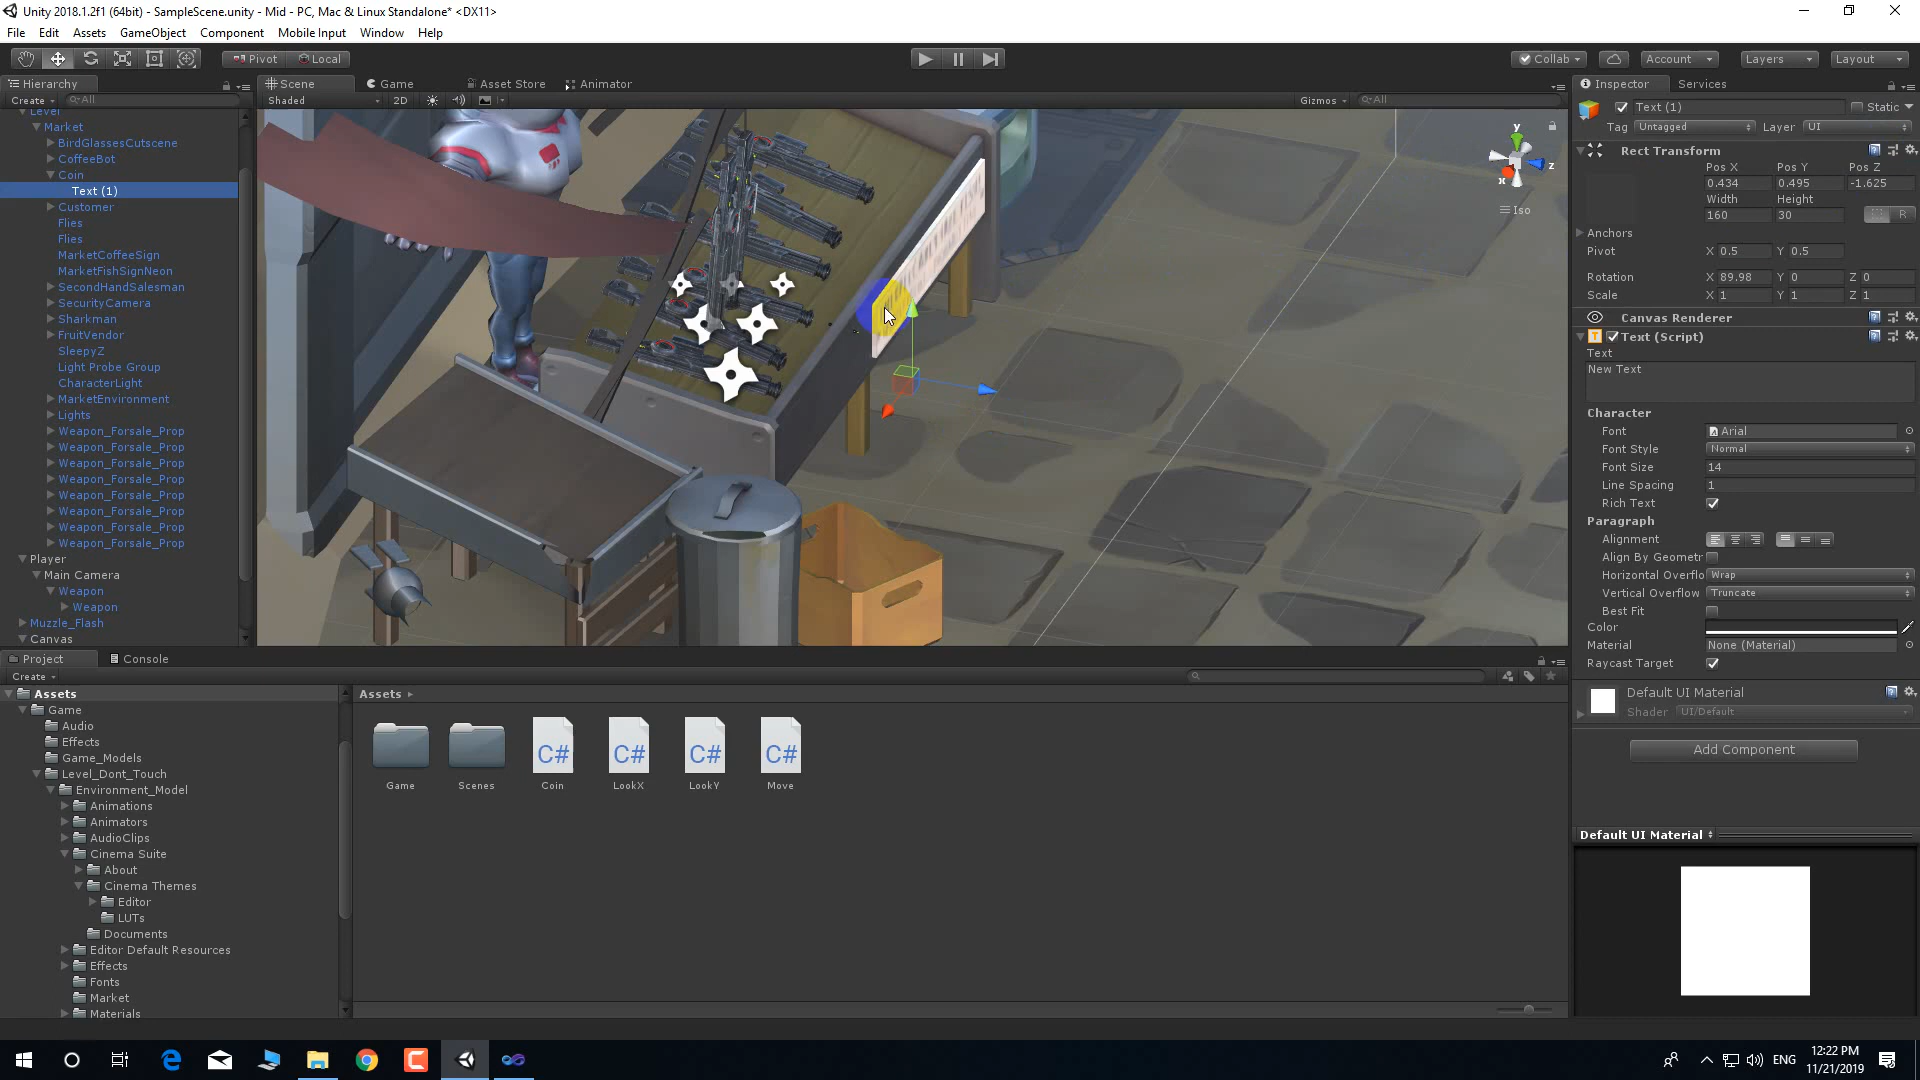 Unity 2018.1.2f1 (64bit) - SampleScene.unity - Mid - PC, Mac & Linux Standalone* <DX11>
File Edit Assets GameObject Component Mobile Input Window Help
Pivot Local Collab Account Layers Layout
Hierarchy Scene Game Asset Store Animator Inspector Services
Create All Shaded 2D Gizmos All
Level
Market
BirdGlassesCutscene
CoffeeBot
Coin
Text (1)
Customer
Flies
Flies
MarketCoffeeSign
MarketFishSignNeon
SecondHandSalesman
SecurityCamera
Sharkman
FruitVendor
SleepyZ
Light Probe Group
CharacterLight
MarketEnvironment
Lights
Weapon_Forsale_Prop
Weapon_Forsale_Prop
Weapon_Forsale_Prop
Weapon_Forsale_Prop
Weapon_Forsale_Prop
Weapon_Forsale_Prop
Weapon_Forsale_Prop
Weapon_Forsale_Prop
Player
Main Camera
Weapon
Weapon
Muzzle_Flash
Canvas
y
z
x
Iso
Text (1) Static
Tag Untagged Layer UI
Rect Transform
Pos X Pos Y Pos Z
0.434 0.495 -1.625
Width Height
160 30 R
Anchors
Pivot X 0.5 Y 0.5
Rotation X 89.98 Y 0 Z 0
Scale X 1 Y 1 Z 1
Canvas Renderer
Text (Script)
Text
New Text
Character
Font Arial
Font Style Normal
Font Size 14
Line Spacing 1
Rich Text
Paragraph
Alignment
Align By Geometr
Horizontal Overflo Wrap
Vertical Overflow Truncate
Best Fit
Color
Material None (Material)
Raycast Target
Default UI Material
Shader UI/Default
Add Component
Default UI Material
Project Console
Create
Assets
Game
Audio
Effects
Game_Models
Level_Dont_Touch
Environment_Model
Animations
Animators
AudioClips
Cinema Suite
About
Cinema Themes
Editor
LUTs
Documents
Editor Default Resources
Effects
Fonts
Market
Materials
Assets
C# C# C# C#
Game Scenes Coin LookX LookY Move
ENG
12:22 PM
11/21/2019